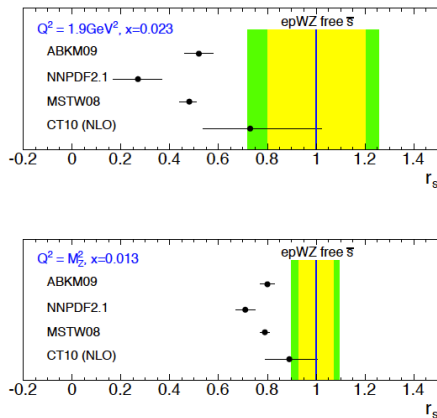 epWZ free s̅
Q² = 1.9GeV², x=0.023
ABKM09
NNPDF2.1
MSTW08
CT10 (NLO)
-0.2 0 0.2 0.4 0.6 0.8 1 1.2 1.4
rₛ
epWZ free s̅
Q² = M_Z², x=0.013
ABKM09
NNPDF2.1
MSTW08
CT10 (NLO)
-0.2 0 0.2 0.4 0.6 0.8 1 1.2 1.4
rₛ